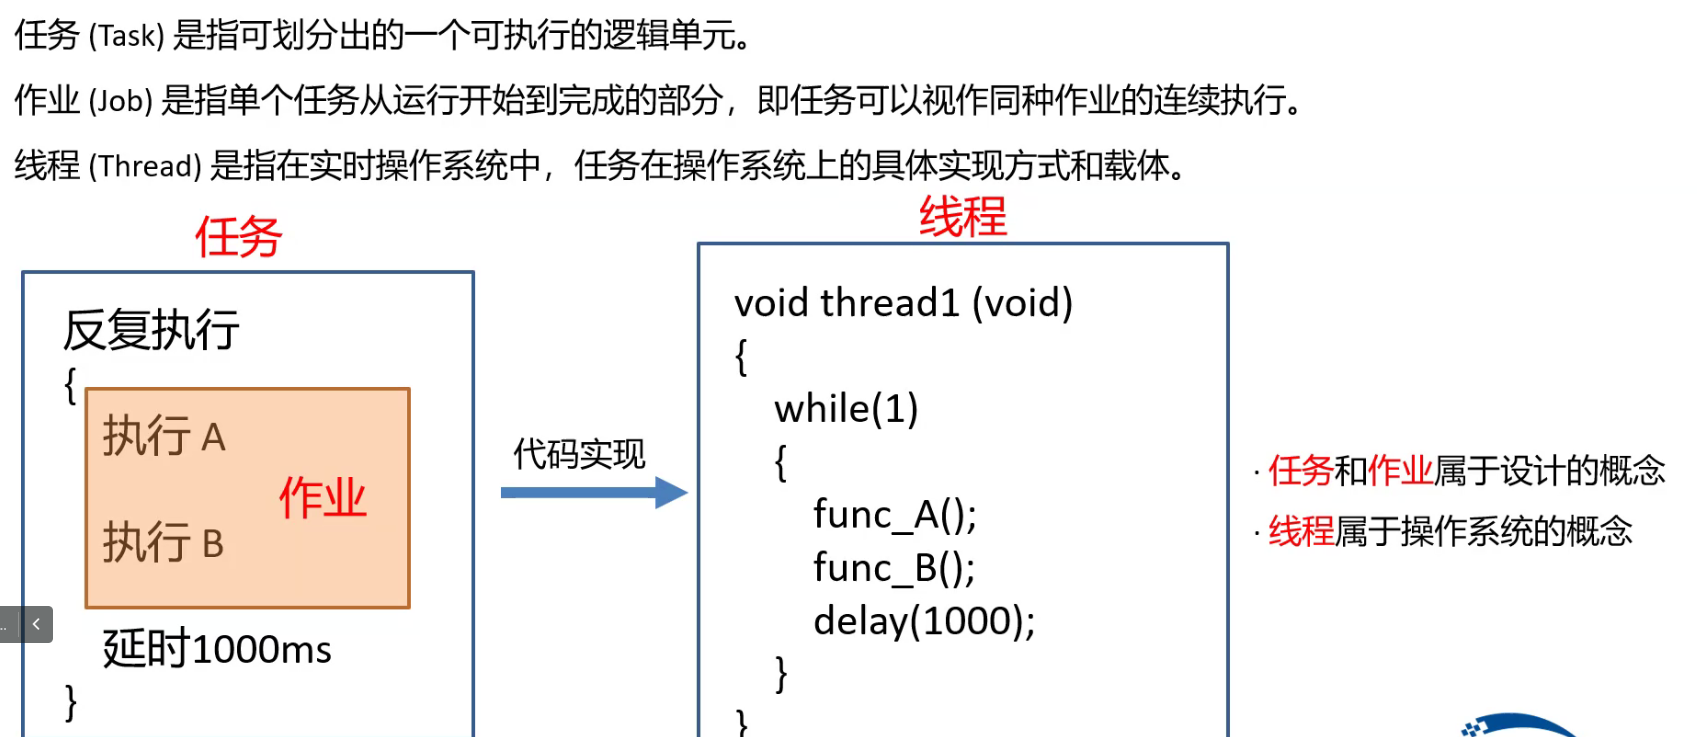 任务 (Task) 是指可划分出的一个可执行的逻辑单元。
作业 (Job) 是指单个任务从运行开始到完成的部分，即任务可以视作同种作业的连续执行。
线程 (Thread) 是指在实时操作系统中，任务在操作系统上的具体实现方式和载体。
任务
反复执行
{
执行 A
作业
执行 B
延时1000ms
}
代码实现
线程
void thread1 (void)
{
while(1)
{
func_A();
func_B();
delay(1000);
}
}
· 任务和作业属于设计的概念
· 线程属于操作系统的概念